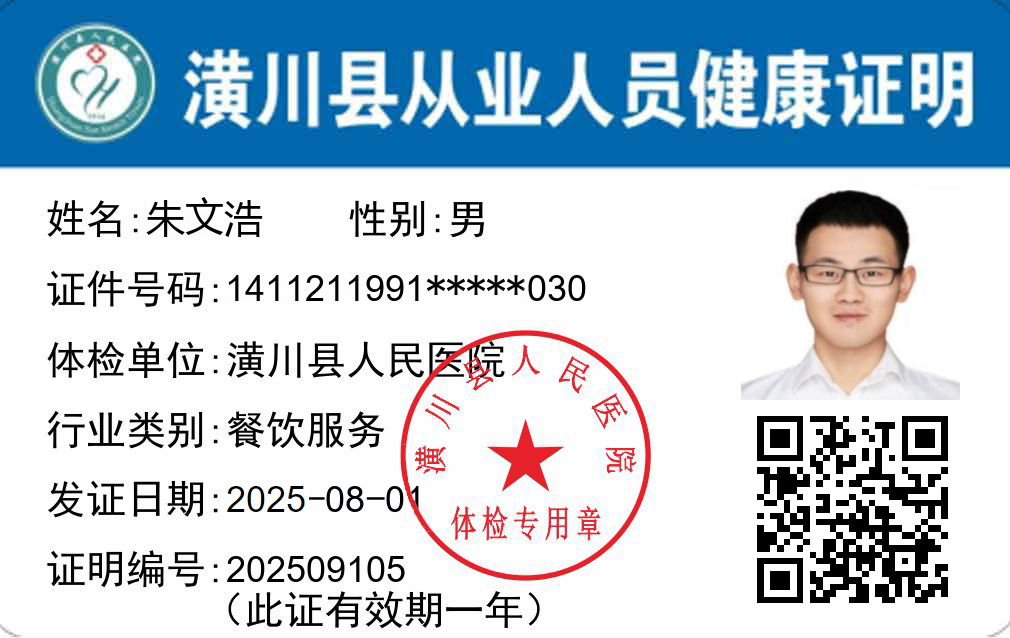 潢川县从业人员健康证明
姓名:朱文浩 性别:男
证件号码:1411211991*****030
体检单位:潢川县人民医院
行业类别:餐饮服务
发证日期:2025-08-01
证明编号:202509105
(此证有效期一年)
潢川县人民医院
体检专用章